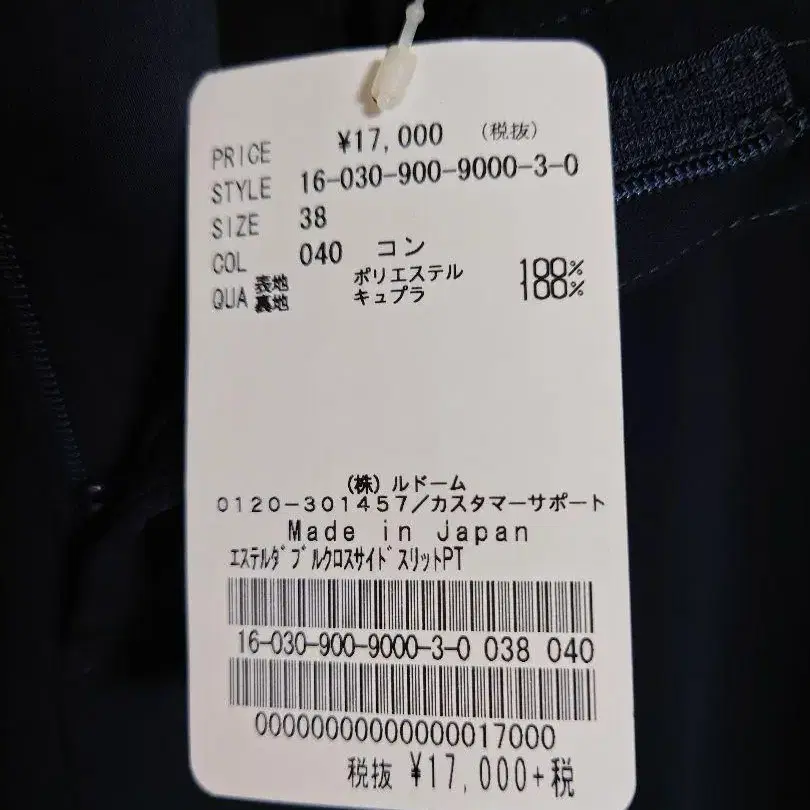 PRICE ¥17,000 (税抜)
STYLE 16-030-900-9000-3-0
SIZE 38
COL 040 コン
QUA 表地 ポリエステル 100%
裏地 キュプラ 100%
(株)ルドーム
0120-301457/カスタマーサポート
Made in Japan
エステルダブルクロスサイドスリットPT
16-030-900-9000-3-0 038 040
00000000000000017000
税抜 ¥17,000+税